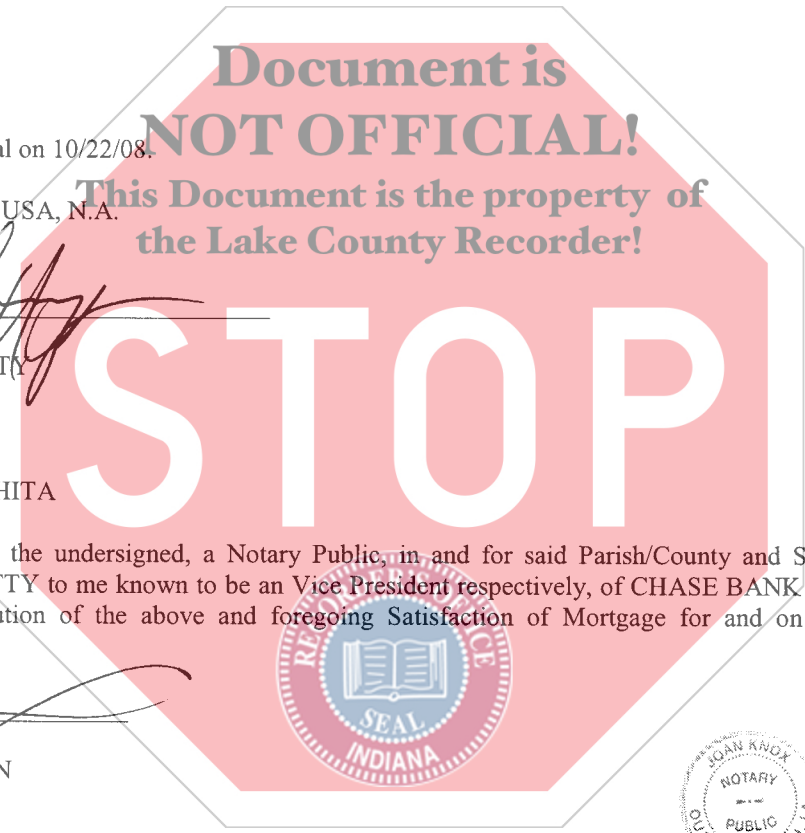 Document is
NOT OFFICIAL!
al on 10/22/08.
This Document is the property of
USA, N.A.
the Lake County Recorder!
TY
STOP
HITA
the undersigned, a Notary Public, in and for said Parish/County and S
TTY to me known to be an Vice President respectively, of CHASE BANK
ution of the above and foregoing Satisfaction of Mortgage for and on
RECORDER'S OFFICE
SEAL
INDIANA
N
JOAN KNOX
NOTARY
PUBLIC
OU